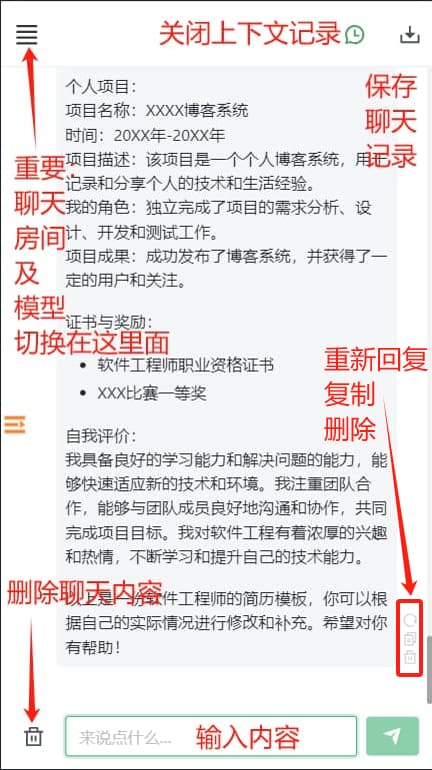 关闭上下文记录
保存
聊天
记录
个人项目：
项目名称：XXXX博客系统
时间：20XX年-20XX年
项目描述：该项目是一个个人博客系统，用于
记录和分享个人的技术和生活经验。
我的角色：独立完成了项目的需求分析、设
计、开发和测试工作。
项目成果：成功发布了博客系统，并获得了一
定的用户和关注。
重要：
聊天
房间
及
模型
切换在这里面
证书与奖励：
软件工程师职业资格证书
XXX比赛一等奖
重新回复
复制
删除
自我评价：
我具备良好的学习能力和解决问题的能力，能
够快速适应新的技术和环境。我注重团队合
作，能够与团队成员良好地沟通和协作，共同
完成项目目标。我对软件工程有着浓厚的兴趣
和热情，不断学习和提升自己的技术能力。
删除聊天内容
以上是一份软件工程师的简历模板，你可以根
据自己的实际情况进行修改和补充。希望对你
有帮助！
来说点什么...
输入内容